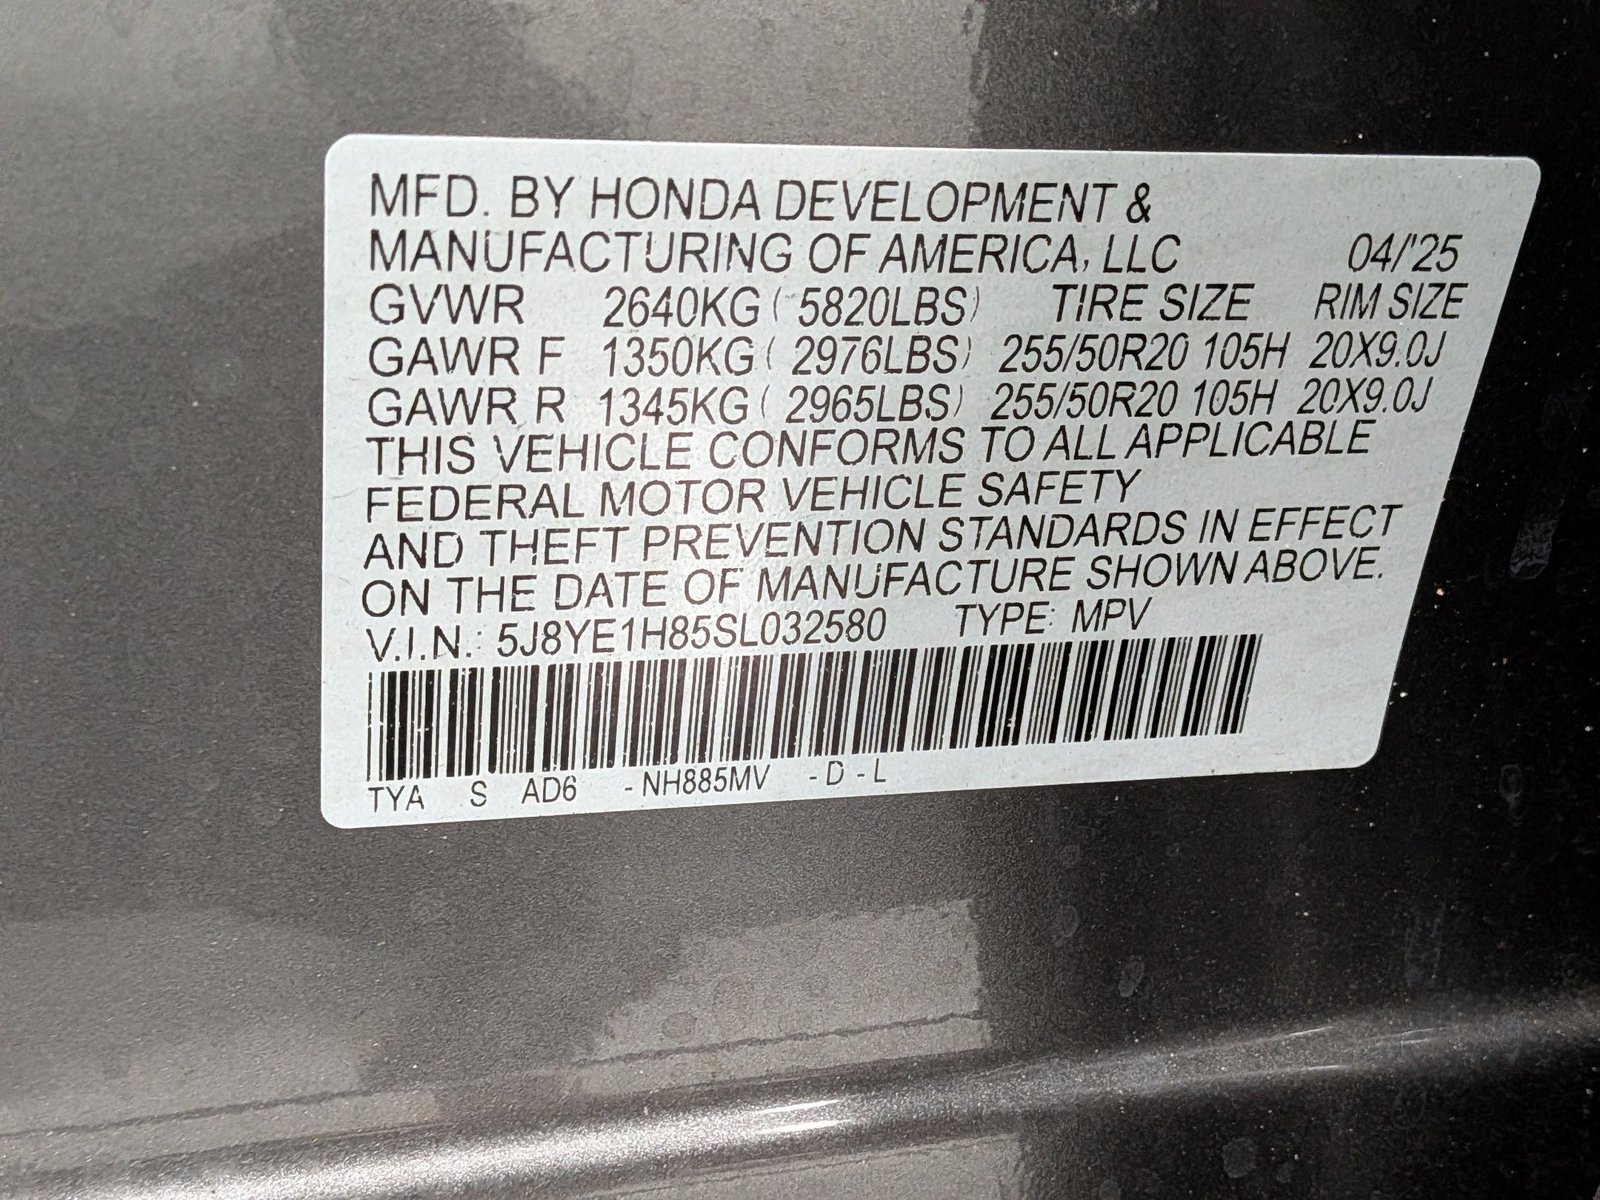 MFD. BY HONDA DEVELOPMENT &
MANUFACTURING OF AMERICA, LLC 04/'25
GVWR 2640KG ( 5820LBS) TIRE SIZE RIM SIZE
GAWR F 1350KG ( 2976LBS) 255/50R20 105H 20X9.0J
GAWR R 1345KG ( 2965LBS) 255/50R20 105H 20X9.0J
THIS VEHICLE CONFORMS TO ALL APPLICABLE
FEDERAL MOTOR VEHICLE SAFETY
AND THEFT PREVENTION STANDARDS IN EFFECT
ON THE DATE OF MANUFACTURE SHOWN ABOVE.
V.I.N.: 5J8YE1H85SL032580 TYPE: MPV
TYA S AD6 -NH885MV -D-L